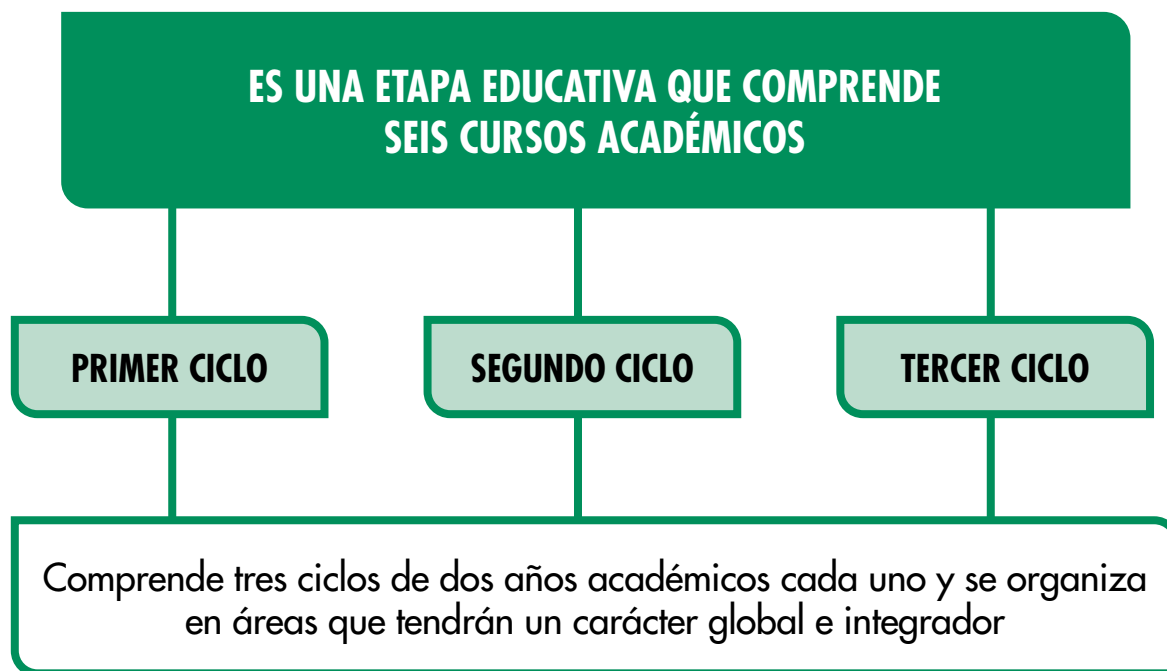 ES UNA ETAPA EDUCATIVA QUE COMPRENDE
SEIS CURSOS ACADÉMICOS
PRIMER CICLO
SEGUNDO CICLO
TERCER CICLO
Comprende tres ciclos de dos años académicos cada uno y se organiza
en áreas que tendrán un carácter global e integrador